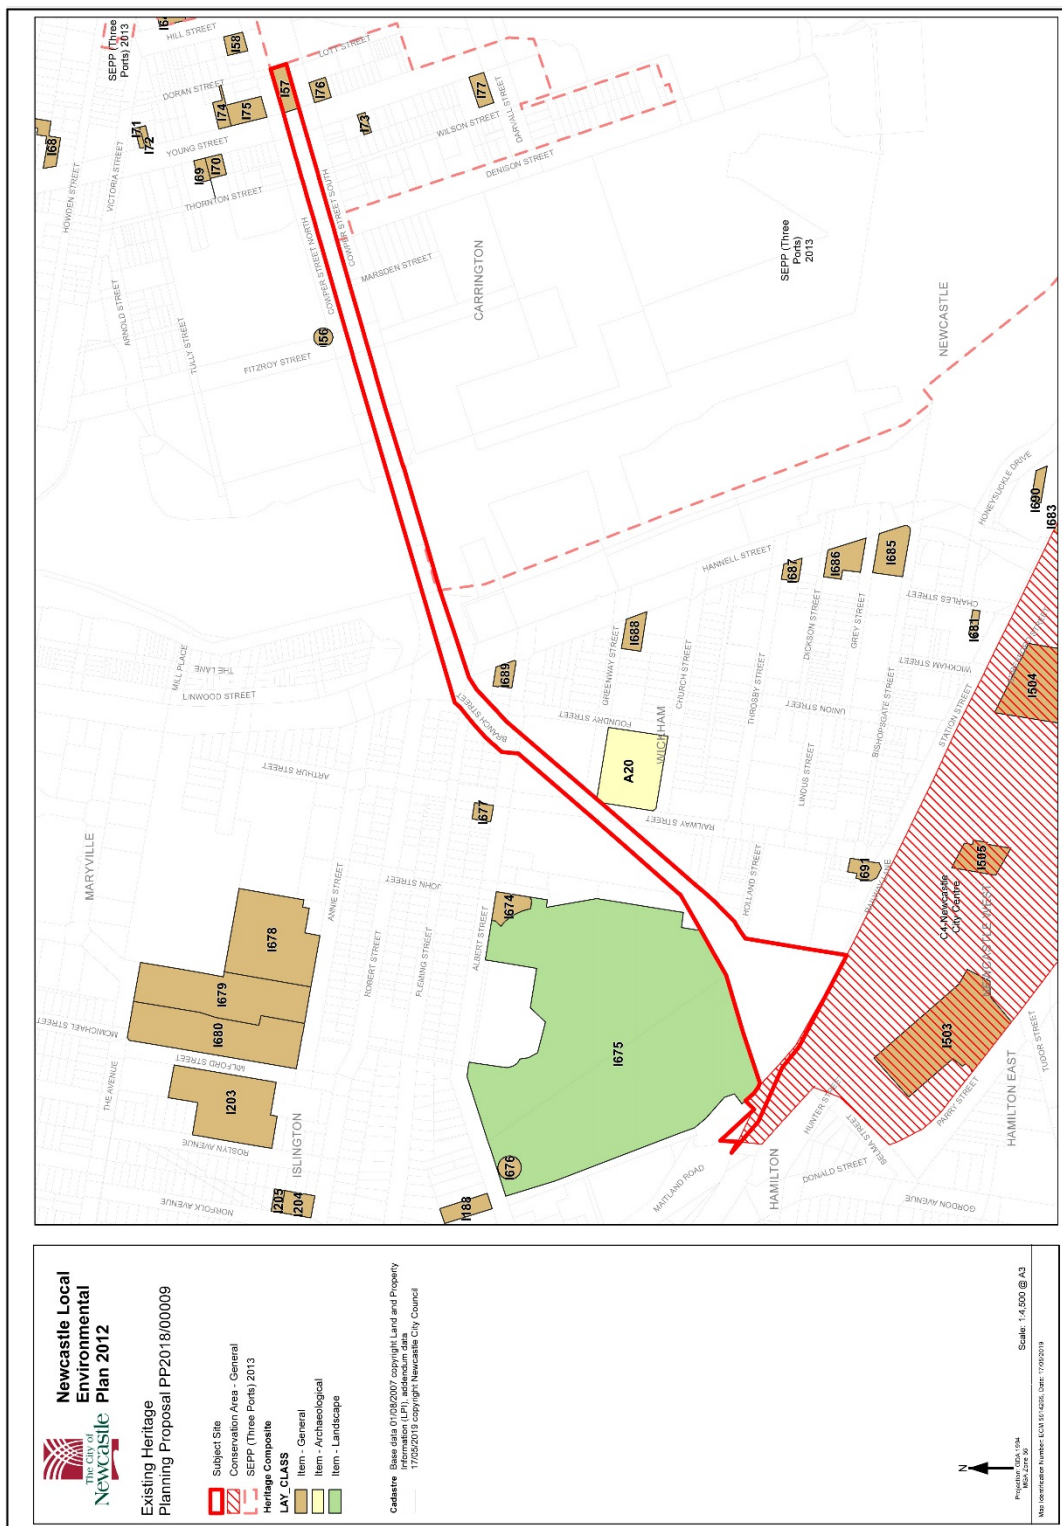 The City of
Newcastle
Newcastle Local
Environmental
Plan 2012
Existing Heritage
Planning Proposal PP2018/00009
Subject Site
Conservation Area - General
SEPP (Three Ports) 2013
Heritage Composite
LAY_CLASS
Item - General
Item - Archaeological
Item - Landscape
Cadastre
Base data 01/08/2007 copyright Land and Property
Information (LPI), addendum data
17/05/2019 copyright Newcastle City Council
N
Projection: GDA 1994
MGA Zone 56
Scale: 1:4,500 @ A3
THE AVENUE
MCMICHAEL STREET
MARYVILLE
MILL PLACE
THE LANE
LINWOOD STREET
ARTHUR STREET
ANNIE STREET
ROBERT STREET
FLEMING STREET
ALBERT STREET
JOHN STREET
MILFORD STREET
ROSLYN AVENUE
NORFOLK AVENUE
ISLINGTON
I678
I679
I680
I203
I205
I204
I188
I676
I675
I674
I677
I689
BRANCH STREET
HOWDEN STREET
VICTORIA STREET
ARNOLD STREET
TULLY STREET
FITZROY STREET
YOUNG STREET
THORNTON STREET
DORAN STREET
HILL STREET
LOTT STREET
SEPP (Three
Ports) 2013
I68
I71
I72
I69
I70
I74
I75
I58
I57
I76
I73
I77
I56
COWPER STREET NORTH
COWPER STREET SOUTH
MARSDEN STREET
DENISON STREET
WILSON STREET
DARVALL STREET
CARRINGTON
SEPP (Three
Ports)
2013
NEWCASTLE
HANNELL STREET
GREENWAY STREET
FOUNDRY STREET
CHURCH STREET
WICKHAM
A20
I688
I687
I686
I685
THROSBY STREET
DICKSON STREET
GREY STREET
UNION STREET
LINDUS STREET
BISHOPSGATE STREET
WICKHAM STREET
CHARLES STREET
STATION STREET
HONEYSUCKLE DRIVE
RAILWAY STREET
HOLLAND STREET
I691
I681
I690
I683
I504
I505
I503
C4-Newcastle
City Centre
NEWCASTLE WEST
MAITLAND ROAD
HAMILTON
HUNTER STREET
SELMA STREET
DONALD STREET
GORDON AVENUE
PARRY STREET
TUDOR STREET
HAMILTON EAST